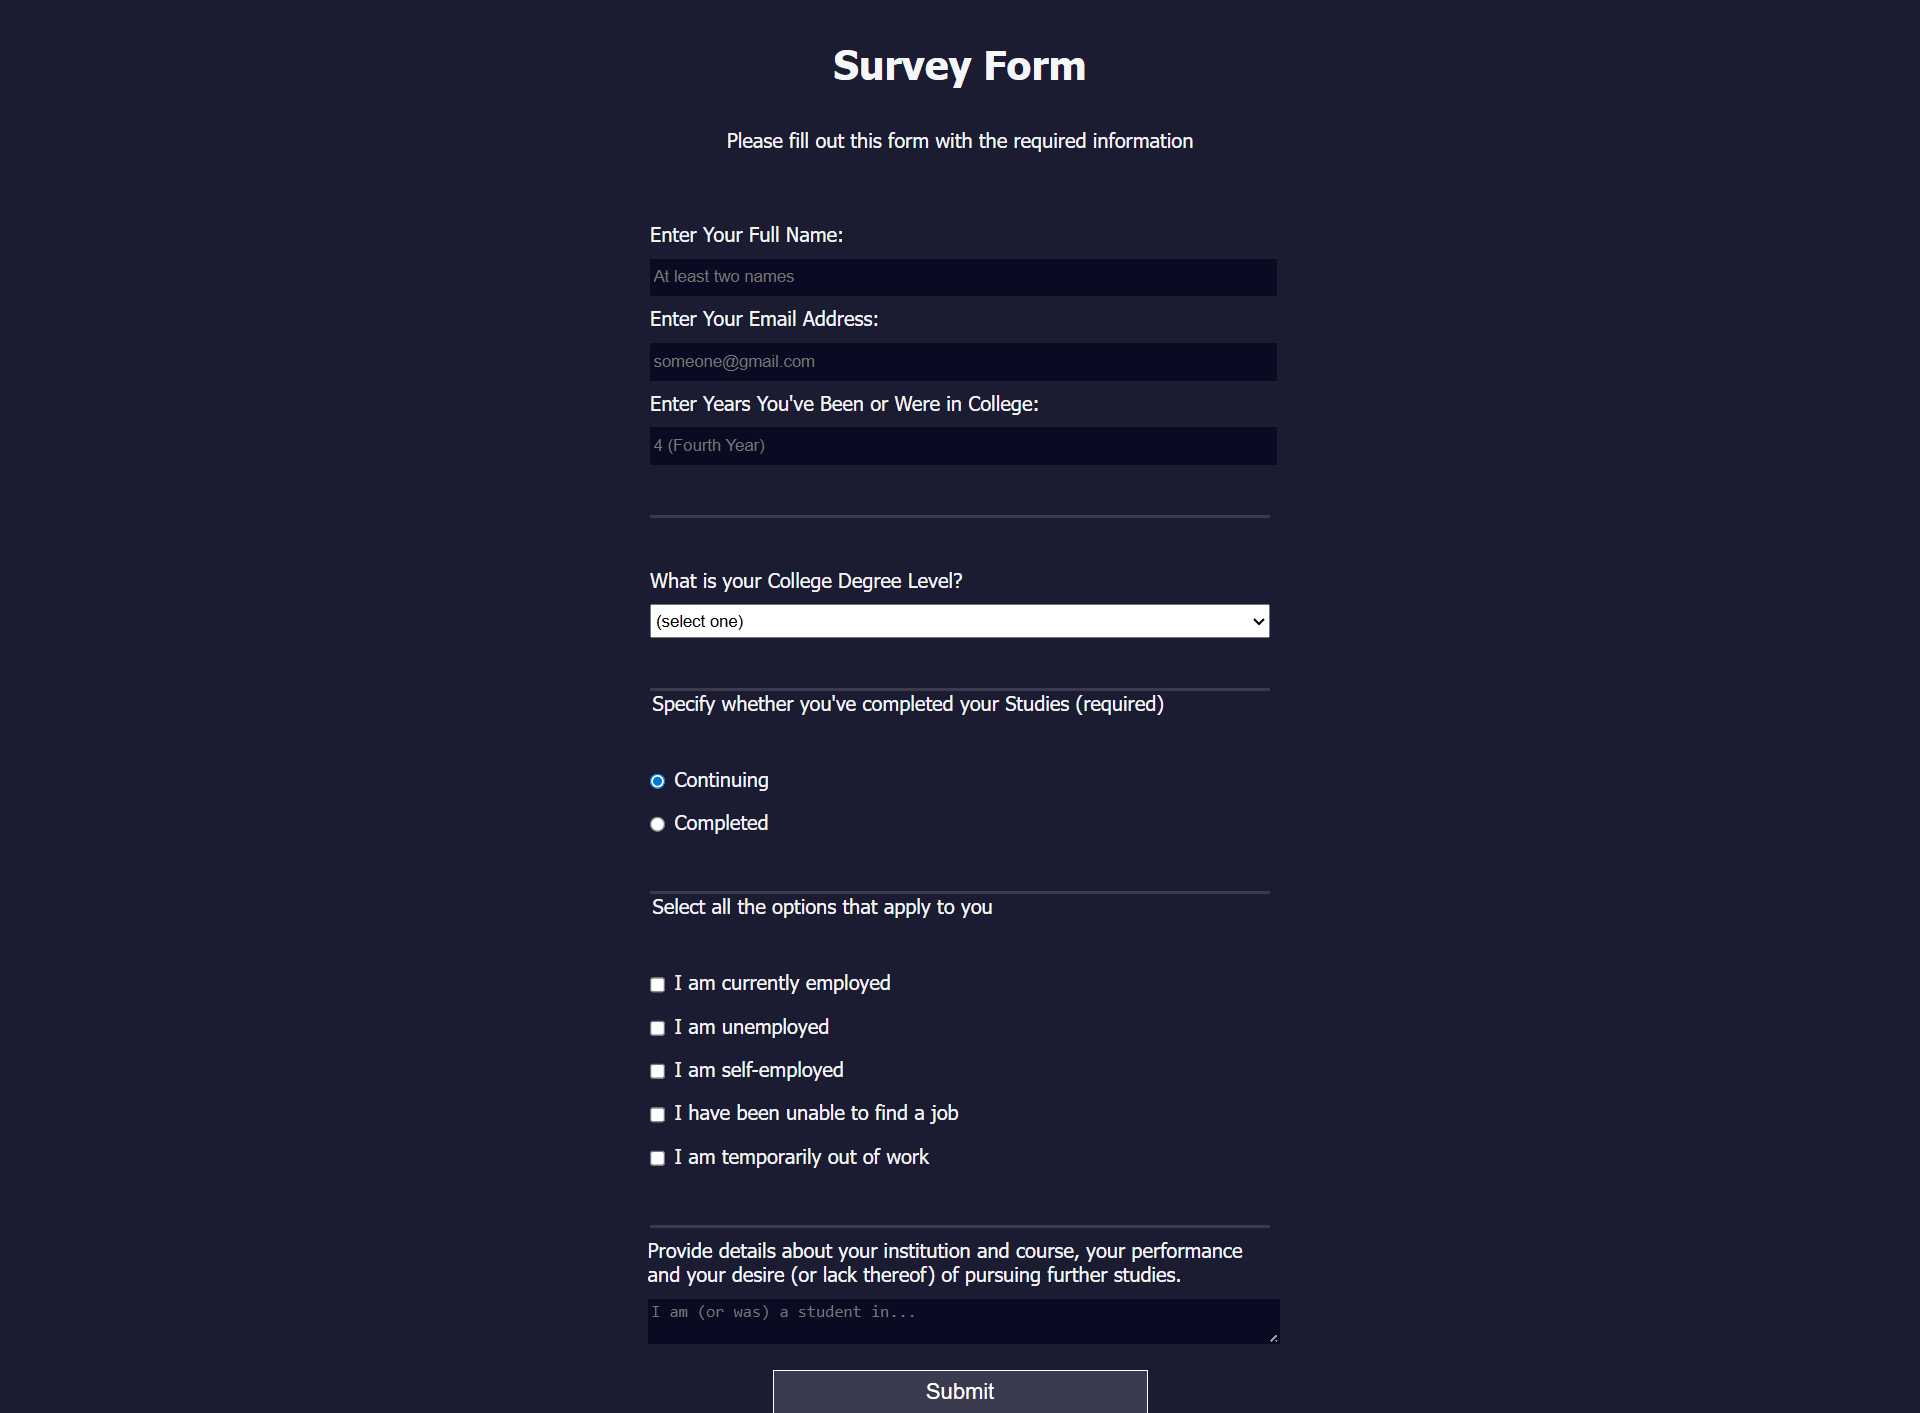 Survey Form
Please fill out this form with the required information
Enter Your Full Name:
At least two names
Enter Your Email Address:
someone@gmail.com
Enter Years You've Been or Were in College:
4 (Fourth Year)
What is your College Degree Level?
(select one)
Specify whether you've completed your Studies (required)
Continuing
Completed
Select all the options that apply to you
I am currently employed
I am unemployed
I am self-employed
I have been unable to find a job
I am temporarily out of work
Provide details about your institution and course, your performance
and your desire (or lack thereof) of pursuing further studies.
I am (or was) a student in...
Submit